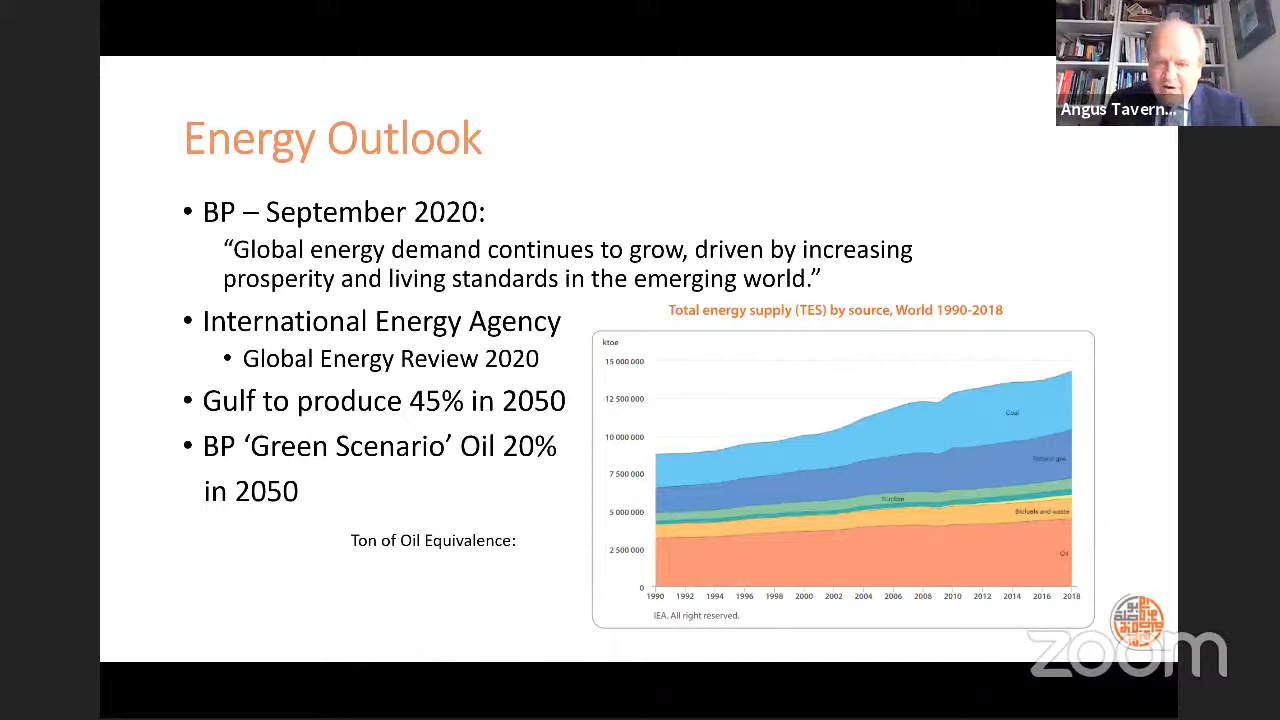 Angus Tavern...
Energy Outlook
• BP – September 2020:
“Global energy demand continues to grow, driven by increasing
prosperity and living standards in the emerging world.”
• International Energy Agency
• Global Energy Review 2020
• Gulf to produce 45% in 2050
• BP ‘Green Scenario’ Oil 20%
in 2050
Ton of Oil Equivalence:
Total energy supply (TES) by source, World 1990-2018
ktoe
15 000 000
12 500 000
10 000 000
7 500 000
5 000 000
2 500 000
0
Coal
Natural gas
Nuclear
Biofuels and waste
Oil
1990 1992 1994 1996 1998 2000 2002 2004 2006 2008 2010 2012 2014 2016 2018
IEA. All right reserved.
zoom